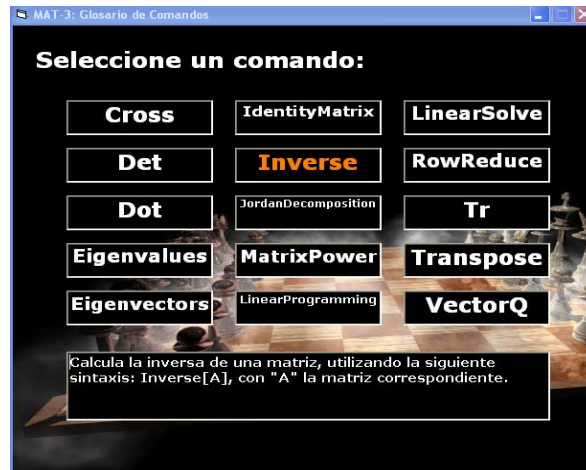 MAT-3: Glosario de Comandos
Seleccione un comando:
Cross
IdentityMatrix
LinearSolve
Det
Inverse
RowReduce
Dot
JordanDecomposition
Tr
Eigenvalues
MatrixPower
Transpose
Eigenvectors
LinearProgramming
VectorQ
Calcula la inversa de una matriz, utilizando la siguiente
sintaxis: Inverse[A], con "A" la matriz correspondiente.